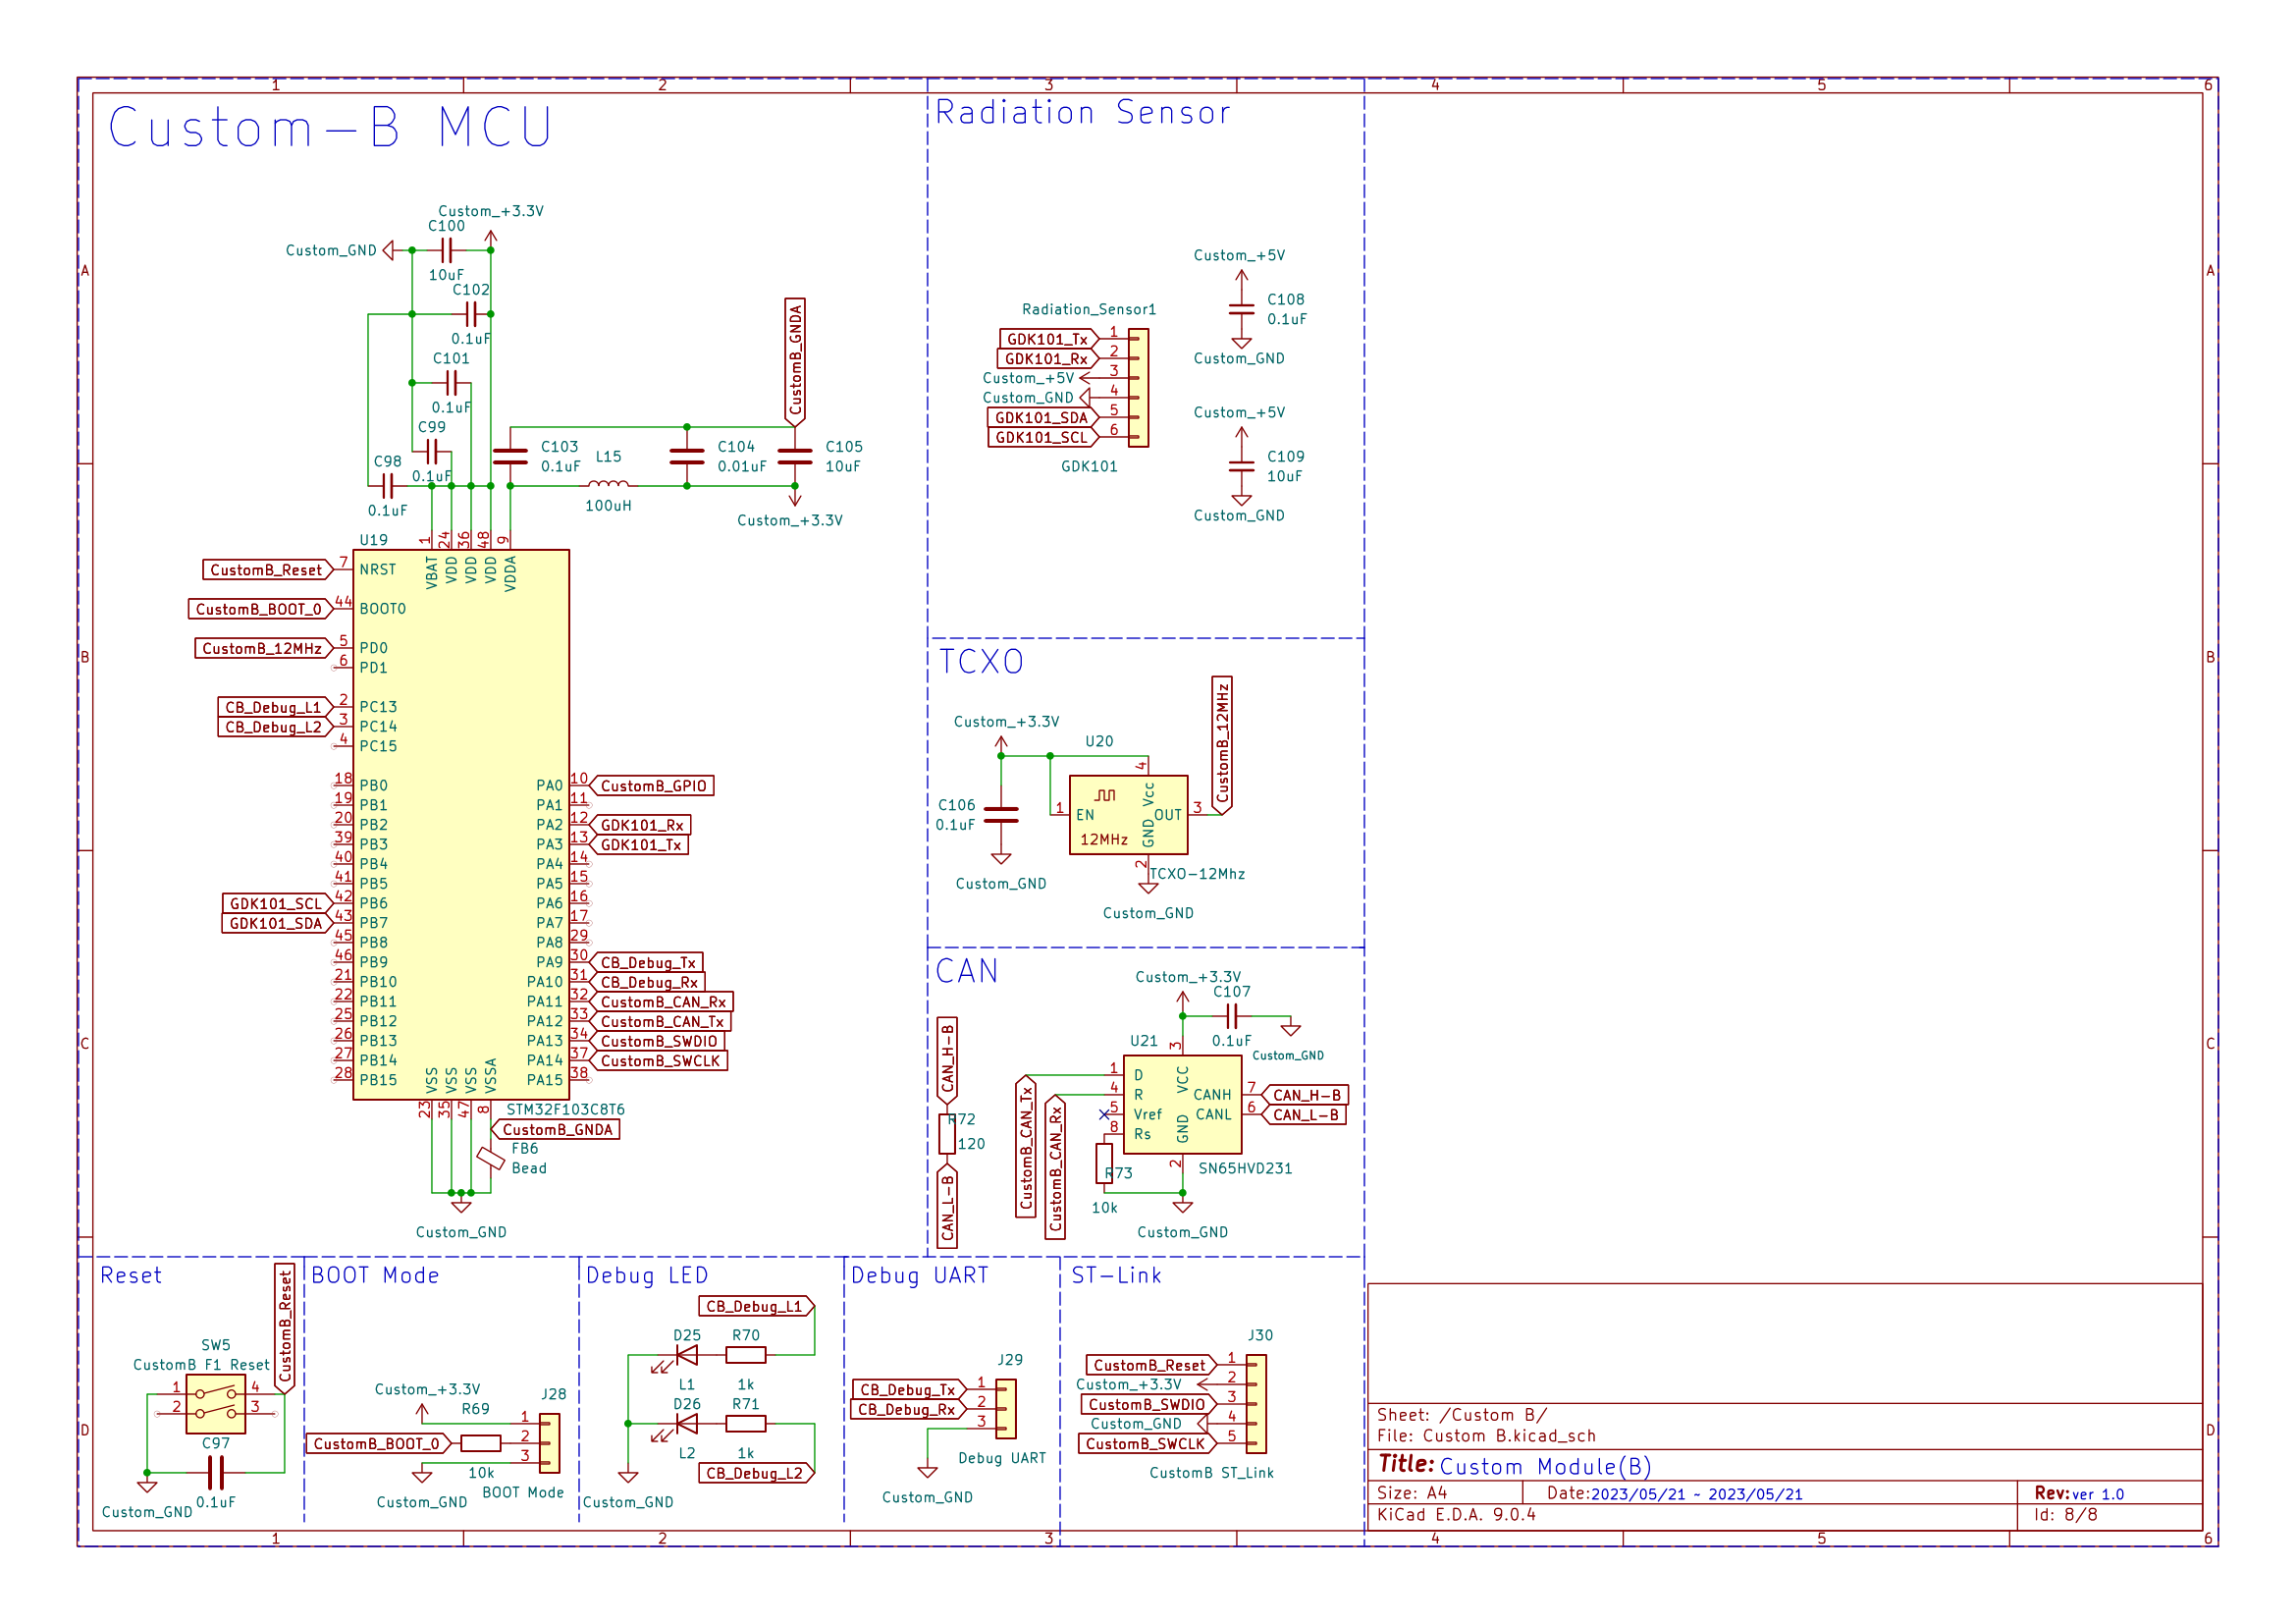 1 2 3 4 5 6
Custom-B MCU
Custom_+3.3V
C100
Custom_GND
10uF
C102
0.1uF
C101
0.1uF
C99
0.1uF
C98
0.1uF
CustomB_GNDA
C103
0.1uF
L15
100uH
C104
0.01uF
C105
10uF
Custom_+3.3V
U19
1 24 36 48 9
VBAT VDD VDD VDD VDDA
CustomB_Reset 7 NRST
CustomB_BOOT_0 44 BOOT0
CustomB_12MHz 5 PD0
6 PD1
CB_Debug_L1 2 PC13
CB_Debug_L2 3 PC14
4 PC15
18 PB0 PA0 10 CustomB_GPIO
19 PB1 PA1 11
20 PB2 PA2 12 GDK101_Rx
39 PB3 PA3 13 GDK101_Tx
40 PB4 PA4 14
41 PB5 PA5 15
GDK101_SCL 42 PB6 PA6 16
GDK101_SDA 43 PB7 PA7 17
45 PB8 PA8 29
46 PB9 PA9 30 CB_Debug_Tx
21 PB10 PA10 31 CB_Debug_Rx
22 PB11 PA11 32 CustomB_CAN_Rx
25 PB12 PA12 33 CustomB_CAN_Tx
26 PB13 PA13 34 CustomB_SWDIO
27 PB14 PA14 37 CustomB_SWCLK
28 PB15 PA15 38
VSS VSS VSS VSSA
23 35 47 8
STM32F103C8T6
CustomB_GNDA
FB6
Bead
Custom_GND
Radiation Sensor
Radiation_Sensor1
GDK101_Tx 1
GDK101_Rx 2
Custom_+5V 3
Custom_GND 4
GDK101_SDA 5
GDK101_SCL 6
GDK101
Custom_+5V
C108
0.1uF
Custom_GND
Custom_+5V
C109
10uF
Custom_GND
TCXO
Custom_+3.3V
C106
0.1uF
Custom_GND
U20
4
Vcc
1 EN OUT 3
12MHz
GND
2
TCXO-12Mhz
Custom_GND
CustomB_12MHz
CAN
CAN_H-B
R72
120
CAN_L-B
CustomB_CAN_Tx
CustomB_CAN_Rx
Custom_+3.3V
C107
0.1uF
Custom_GND
U21
3
VCC
1 D
4 R CANH 7 CAN_H-B
5 Vref CANL 6 CAN_L-B
8 Rs
GND
2
SN65HVD231
R73
10k
Custom_GND
Reset
CustomB_Reset
SW5
CustomB F1 Reset
1 4
2 3
C97
0.1uF
Custom_GND
BOOT Mode
Custom_+3.3V
R69
CustomB_BOOT_0
10k
J28
1
2
3
Custom_GND
BOOT Mode
Debug LED
CB_Debug_L1
D25 R70
L1 1k
D26 R71
L2 1k
CB_Debug_L2
Custom_GND
Debug UART
J29
CB_Debug_Tx 1
CB_Debug_Rx 2
3
Debug UART
Custom_GND
ST-Link
J30
CustomB_Reset 1
Custom_+3.3V 2
CustomB_SWDIO 3
Custom_GND 4
CustomB_SWCLK 5
CustomB ST_Link
A A
B B
C C
D D
Sheet: /Custom B/
File: Custom B.kicad_sch
Title: Custom Module(B)
Size: A4 Date: 2023/05/21 ~ 2023/05/21 Rev: ver 1.0
KiCad E.D.A. 9.0.4 Id: 8/8
1 2 3 4 5 6